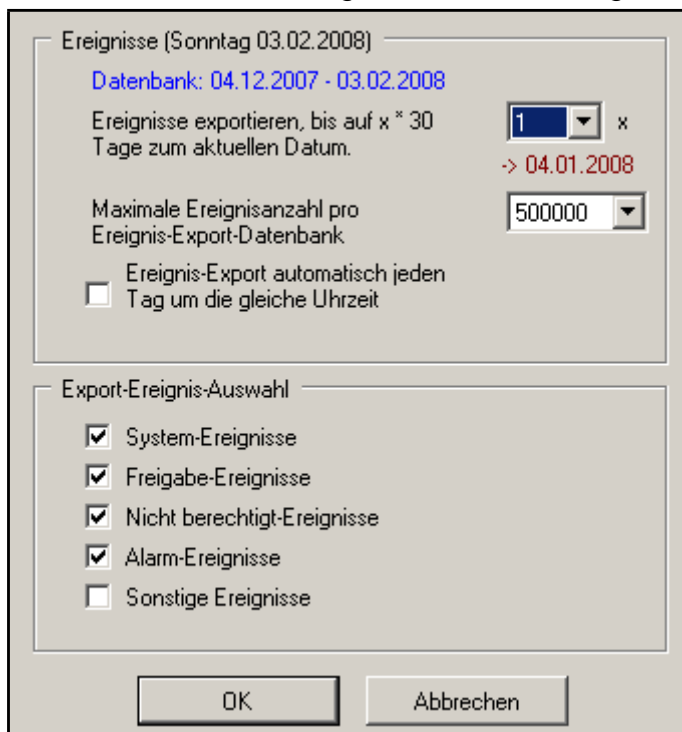 Ereignisse (Sonntag 03.02.2008)
Datenbank: 04.12.2007 - 03.02.2008
Ereignisse exportieren, bis auf x * 30
Tage zum aktuellen Datum.
1 x
-> 04.01.2008
Maximale Ereignisanzahl pro
Ereignis-Export-Datenbank
500000
Ereignis-Export automatisch jeden
Tag um die gleiche Uhrzeit
Export-Ereignis-Auswahl
System-Ereignisse
Freigabe-Ereignisse
Nicht berechtigt-Ereignisse
Alarm-Ereignisse
Sonstige Ereignisse
OK Abbrechen